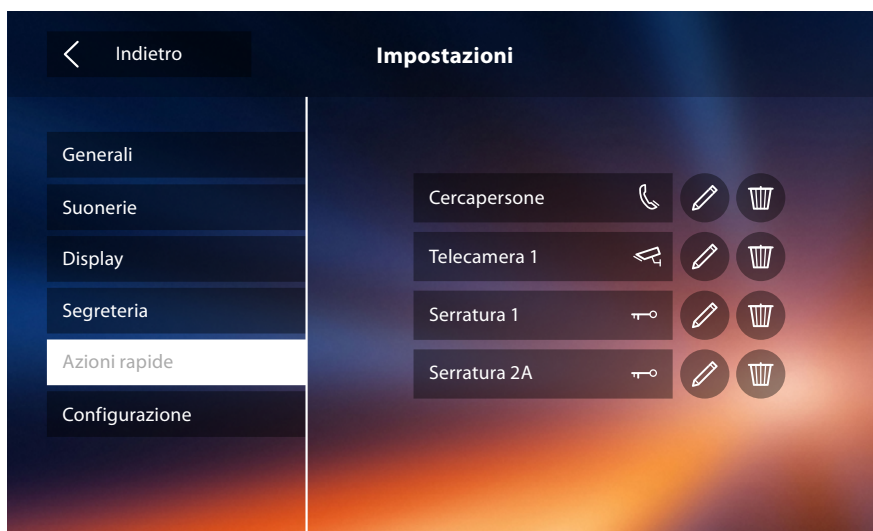 Indietro
Impostazioni
Generali
Suonerie
Display
Segreteria
Azioni rapide
Configurazione
Cercapersone
Telecamera 1
Serratura 1
Serratura 2A